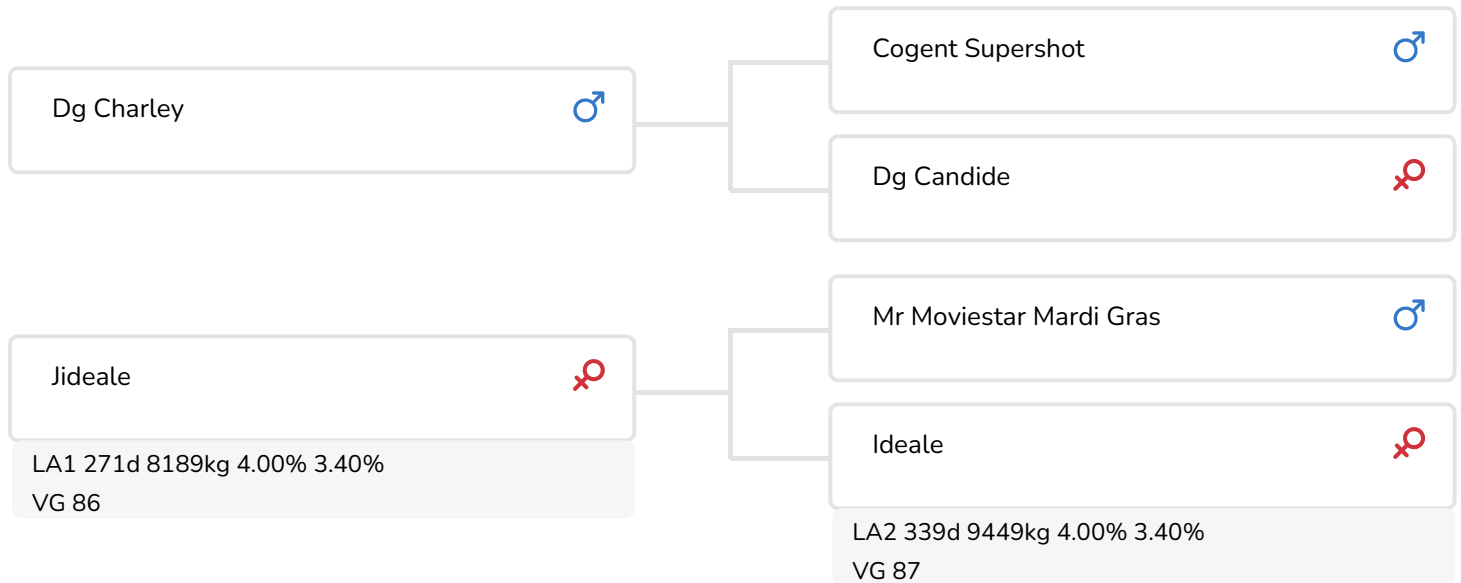 Cogent Supershot
Dg Charley
Dg Candide
Mr Moviestar Mardi Gras
Jideale
LA1 271d 8189kg 4.00% 3.40%
VG 86
Ideale
LA2 339d 9449kg 4.00% 3.40%
VG 87